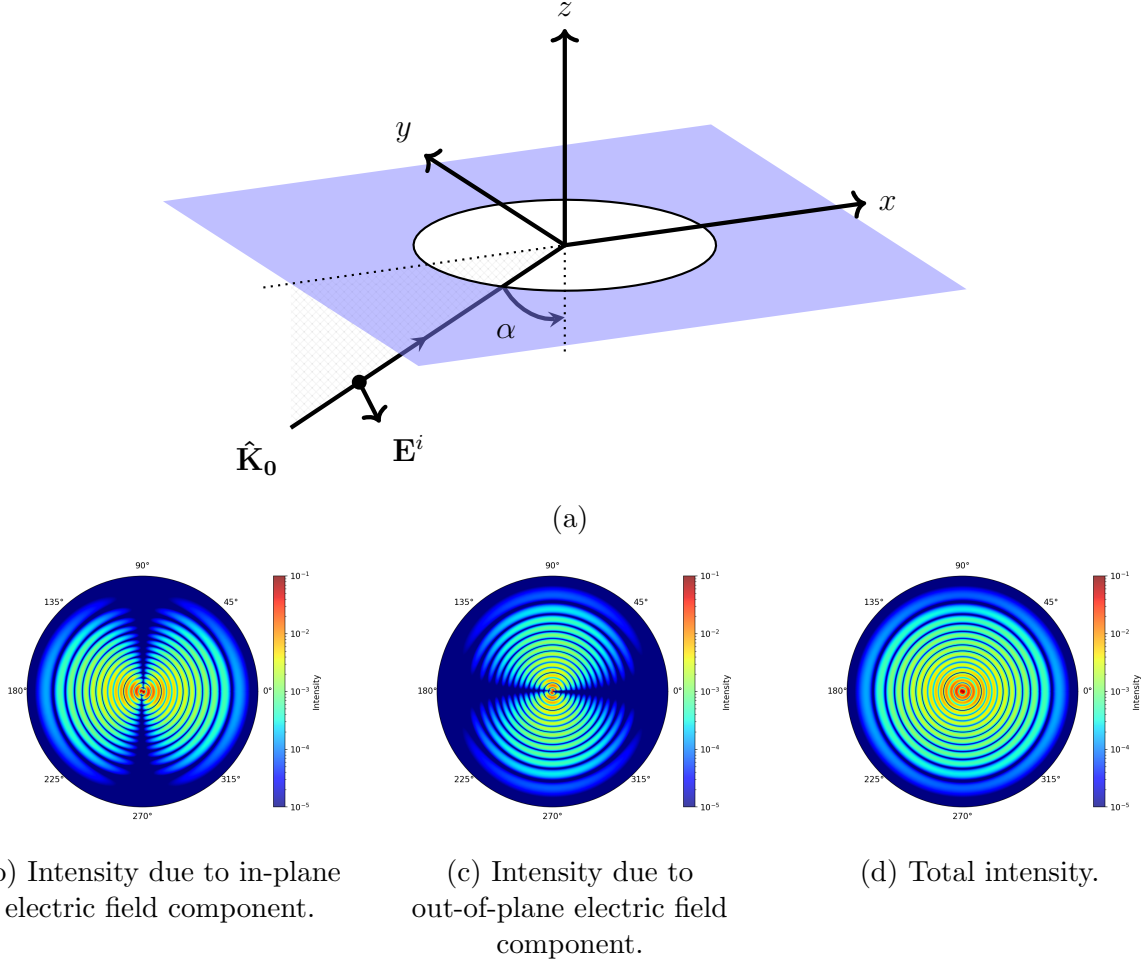 z
y
x
α
K̂₀
Eⁱ
(a)
90°
135°
45°
180°
0°
225°
315°
270°
10⁻¹
10⁻²
10⁻³
10⁻⁴
10⁻⁵
Intensity
90°
135°
45°
180°
0°
225°
315°
270°
10⁻¹
10⁻²
10⁻³
10⁻⁴
10⁻⁵
Intensity
90°
135°
45°
180°
0°
225°
315°
270°
10⁻¹
10⁻²
10⁻³
10⁻⁴
10⁻⁵
Intensity
) Intensity due to in-plane
electric field component.
(c) Intensity due to
out-of-plane electric field
component.
(d) Total intensity.